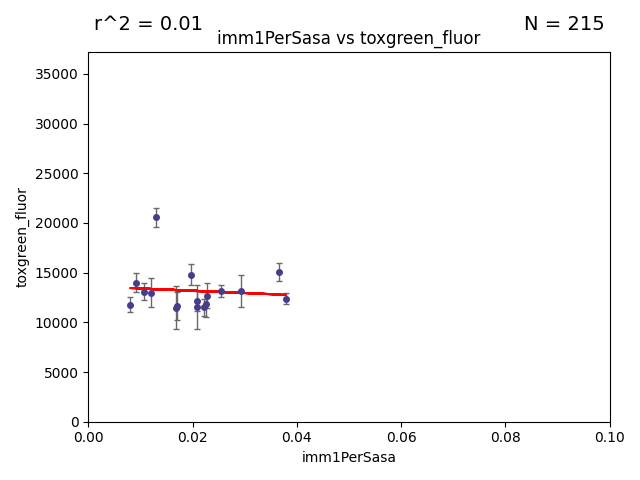 r^2 = 0.01
N = 215
imm1PerSasa vs toxgreen_fluor
toxgreen_fluor
35000
30000
25000
20000
15000
10000
5000
0
0.00
0.02
0.04
0.06
0.08
0.10
imm1PerSasa